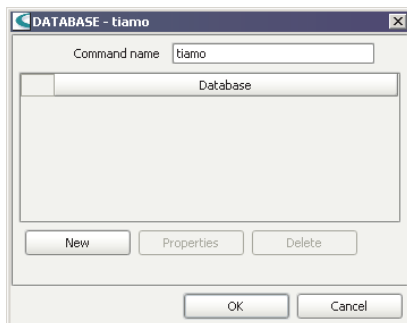 DATABASE - tiamo
Command name tiamo
Database
New Properties Delete
OK Cancel